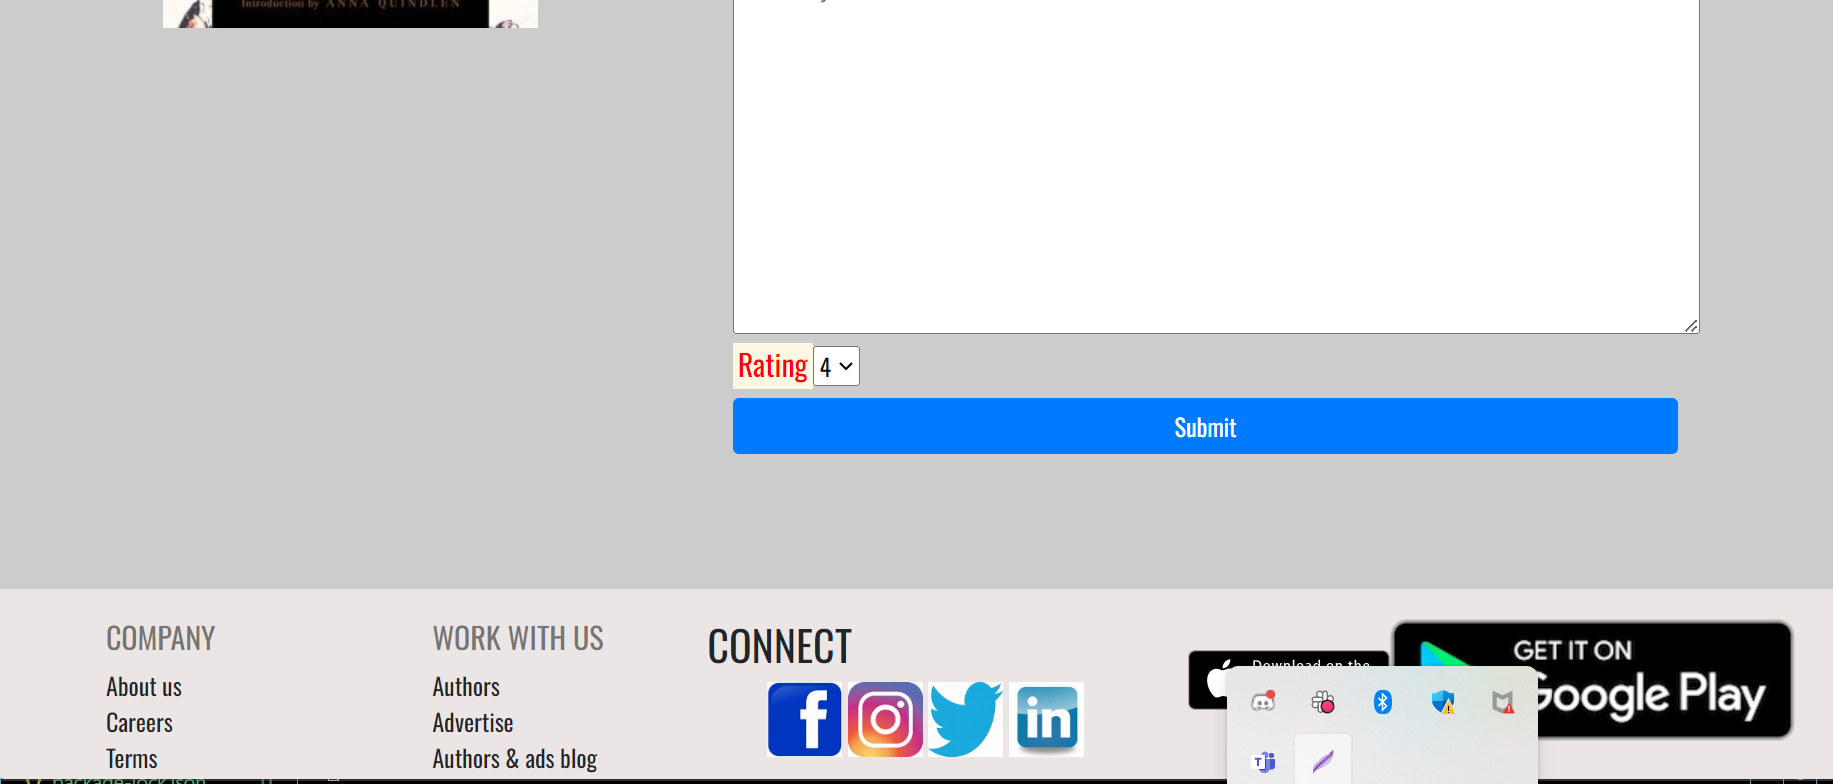 Introduction by ANNA QUINDLEN
Rating 4
Submit
COMPANY
About us
Careers
Terms
WORK WITH US
Authors
Advertise
Authors & ads blog
CONNECT
f
in
Download on the
GET IT ON
Google Play
package-lock.json